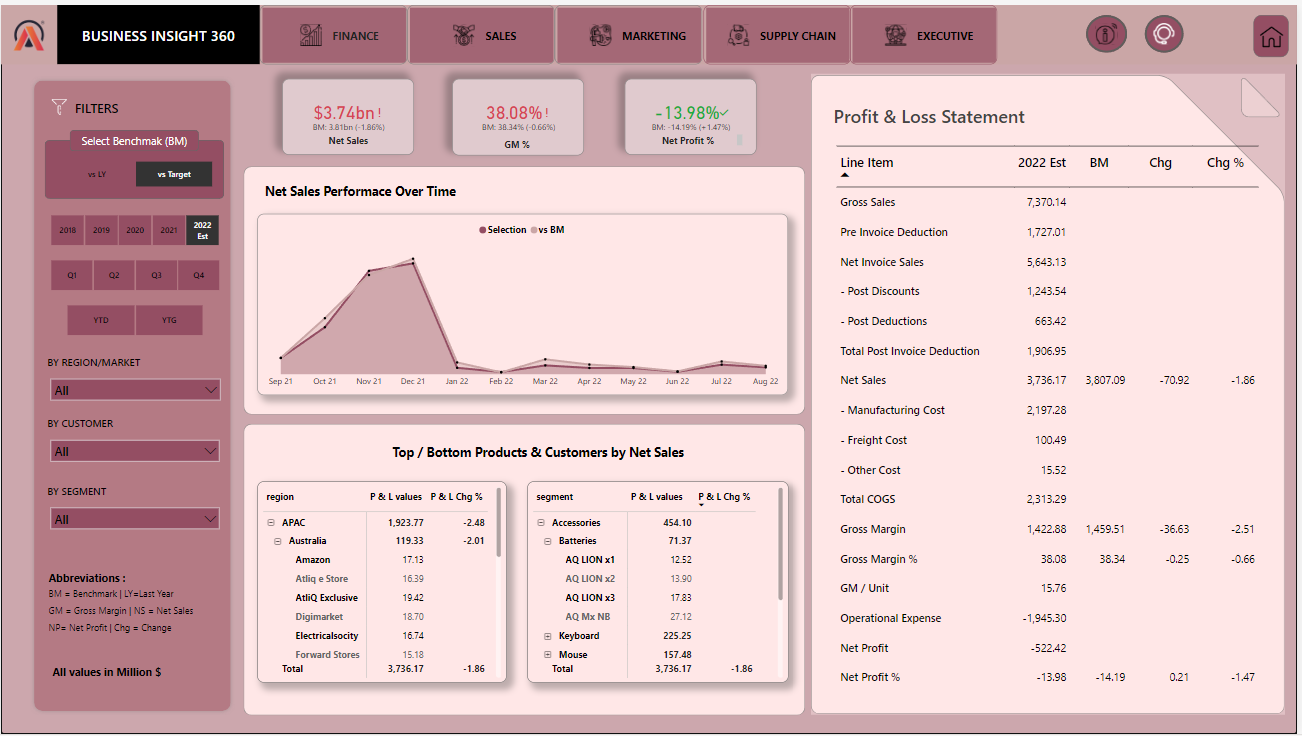 BUSINESS INSIGHT 360
FINANCE
SALES
MARKETING
SUPPLY CHAIN
EXECUTIVE
FILTERS
Select Benchmak (BM)
vs LY
vs Target
2018 2019 2020 2021 2022 Est
Q1 Q2 Q3 Q4
YTD YTG
BY REGION/MARKET
All
BY CUSTOMER
All
BY SEGMENT
All
Abbreviations :
BM = Benchmark | LY=Last Year
GM = Gross Margin | NS = Net Sales
NP= Net Profit | Chg = Change
All values in Million $
$3.74bn !
BM: 3.81bn (-1.86%)
Net Sales
38.08% !
BM: 38.34% (-0.66%)
GM %
-13.98%✓
BM: -14.19% (+1.47%)
Net Profit %
Net Sales Performace Over Time
Selection vs BM
Sep 21 Oct 21 Nov 21 Dec 21 Jan 22 Feb 22 Mar 22 Apr 22 May 22 Jun 22 Jul 22 Aug 22
Top / Bottom Products & Customers by Net Sales
region P & L values P & L Chg %
APAC 1,923.77 -2.48
Australia 119.33 -2.01
Amazon 17.13
Atliq e Store 16.39
AtliQ Exclusive 19.42
Digimarket 18.70
Electricalsocity 16.74
Forward Stores 15.18
Total 3,736.17 -1.86
segment P & L values P & L Chg %
Accessories 454.10
Batteries 71.37
AQ LION x1 12.52
AQ LION x2 13.90
AQ LION x3 17.83
AQ Mx NB 27.12
Keyboard 225.25
Mouse 157.48
Total 3,736.17 -1.86
Profit & Loss Statement
Line Item 2022 Est BM Chg Chg %
Gross Sales 7,370.14
Pre Invoice Deduction 1,727.01
Net Invoice Sales 5,643.13
- Post Discounts 1,243.54
- Post Deductions 663.42
Total Post Invoice Deduction 1,906.95
Net Sales 3,736.17 3,807.09 -70.92 -1.86
- Manufacturing Cost 2,197.28
- Freight Cost 100.49
- Other Cost 15.52
Total COGS 2,313.29
Gross Margin 1,422.88 1,459.51 -36.63 -2.51
Gross Margin % 38.08 38.34 -0.25 -0.66
GM / Unit 15.76
Operational Expense -1,945.30
Net Profit -522.42
Net Profit % -13.98 -14.19 0.21 -1.47